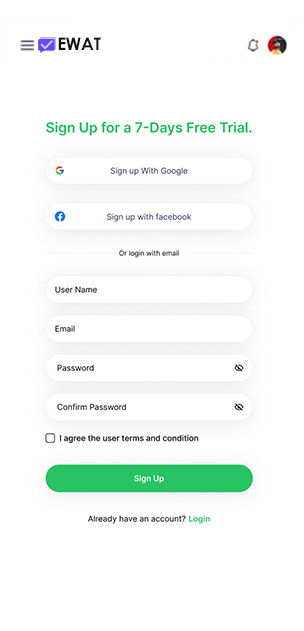 EWAT
Sign Up for a 7-Days Free Trial.
Sign up With Google
Sign up with facebook
Or login with email
User Name
Email
Password
Confirm Password
I agree the user terms and condition
Sign Up
Already have an account? Login